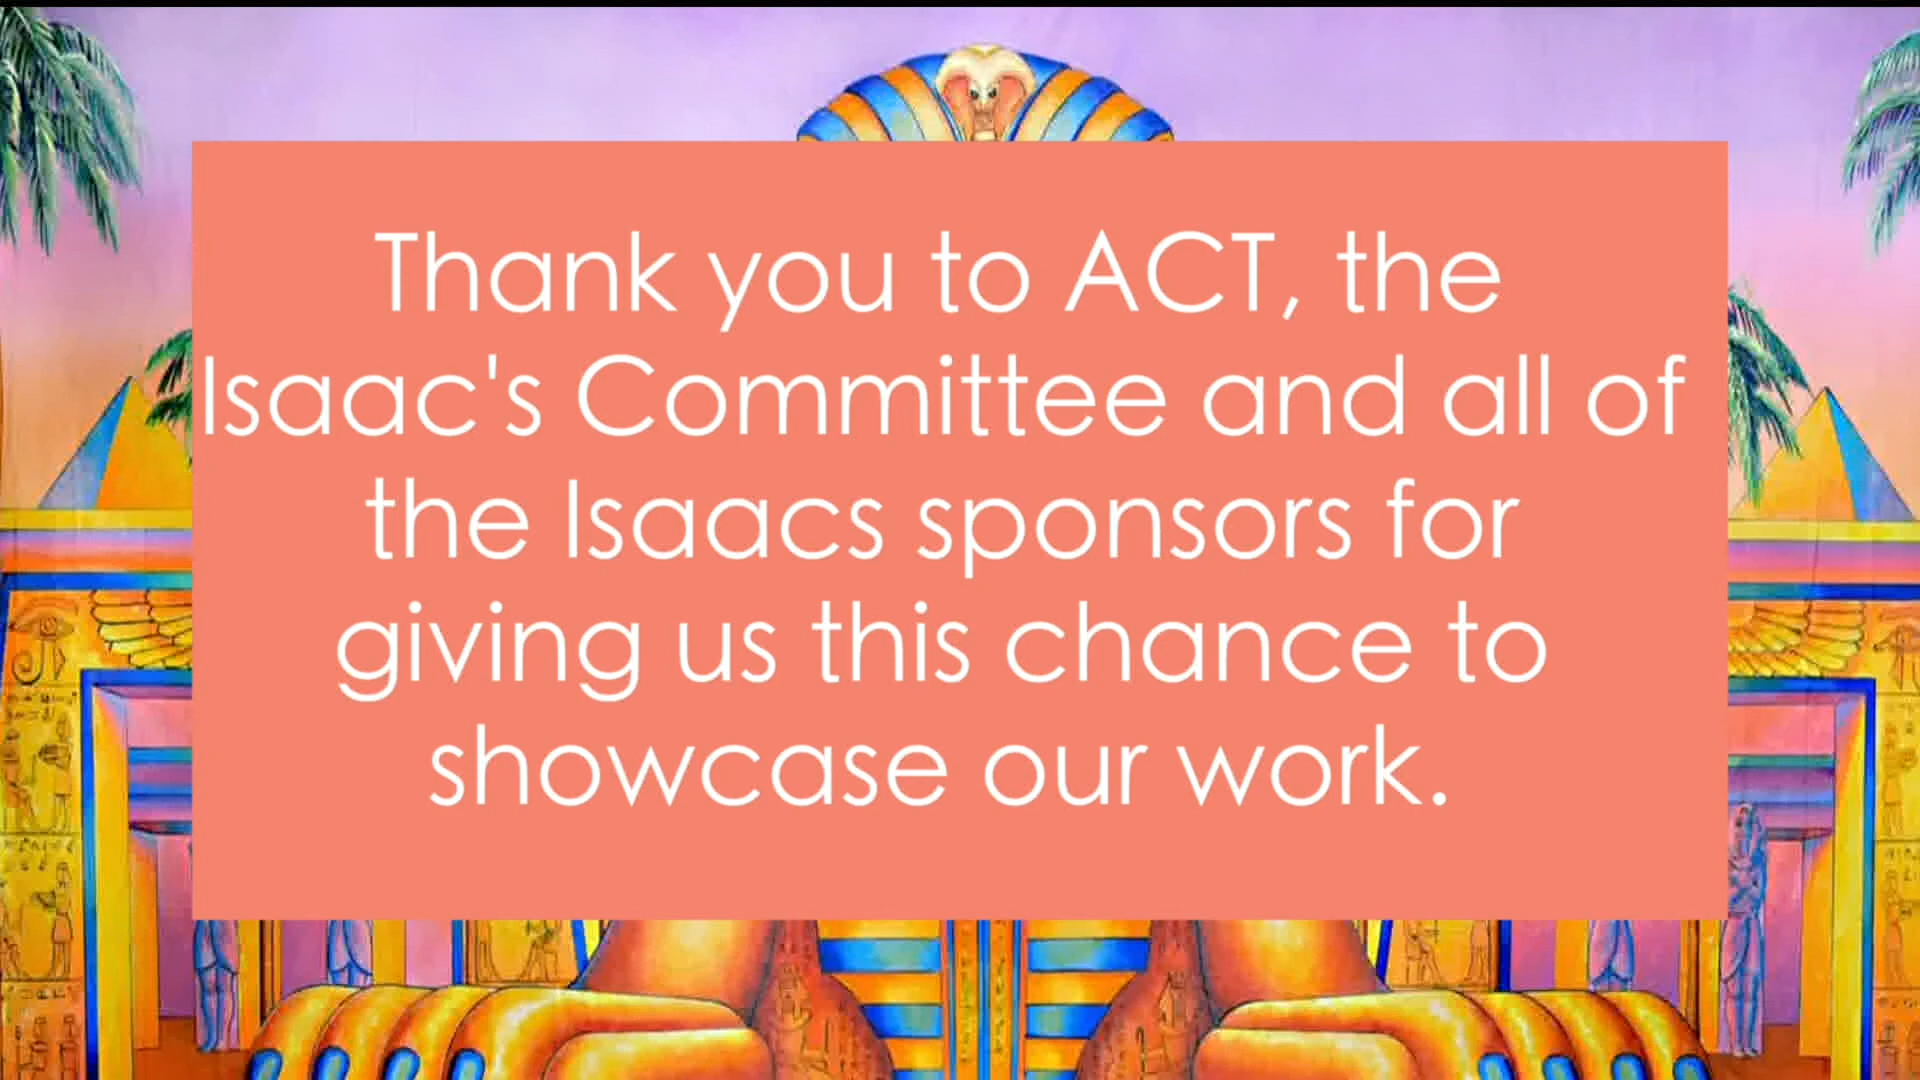 Thank you to ACT, the
Isaac's Committee and all of
the Isaacs sponsors for
giving us this chance to
showcase our work.